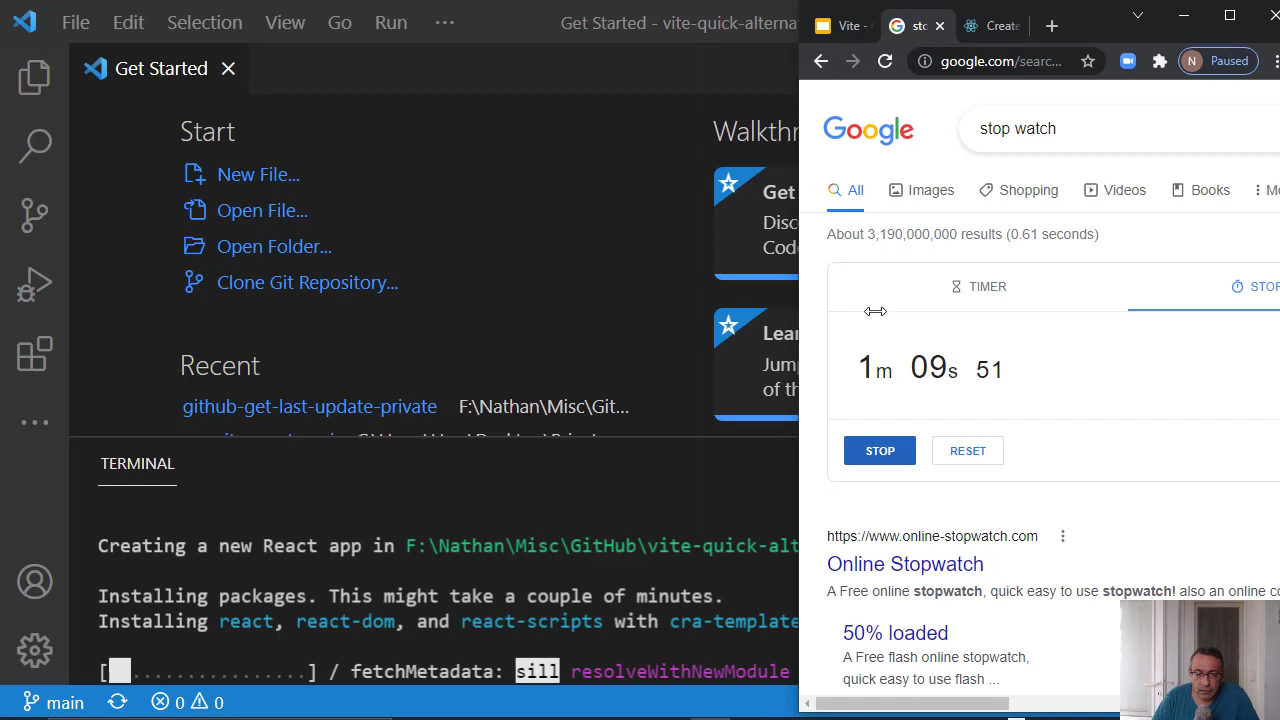 File Edit Selection View Go Run ··· Get Started - vite-quick-alterna
Get Started
Start
New File...
Open File...
Open Folder...
Clone Git Repository...
Recent
github-get-last-update-private F:\Nathan\Misc\Git...
Walkthr
Get
Disc
Code
Lear
Jump
of th
TERMINAL
Creating a new React app in F:\Nathan\Misc\GitHub\vite-quick-alt
Installing packages. This might take a couple of minutes.
Installing react, react-dom, and react-scripts with cra-template
[ ................] / fetchMetadata: sill resolveWithNewModule
main 0 0
Vite - sto Create
google.com/searc... N Paused
Google stop watch
All Images Shopping Videos Books Mo
About 3,190,000,000 results (0.61 seconds)
TIMER STOP
1m 09s 51
STOP RESET
https://www.online-stopwatch.com
Online Stopwatch
A Free online stopwatch, quick easy to use stopwatch! also an online co
50% loaded
A Free flash online stopwatch,
quick easy to use flash ...